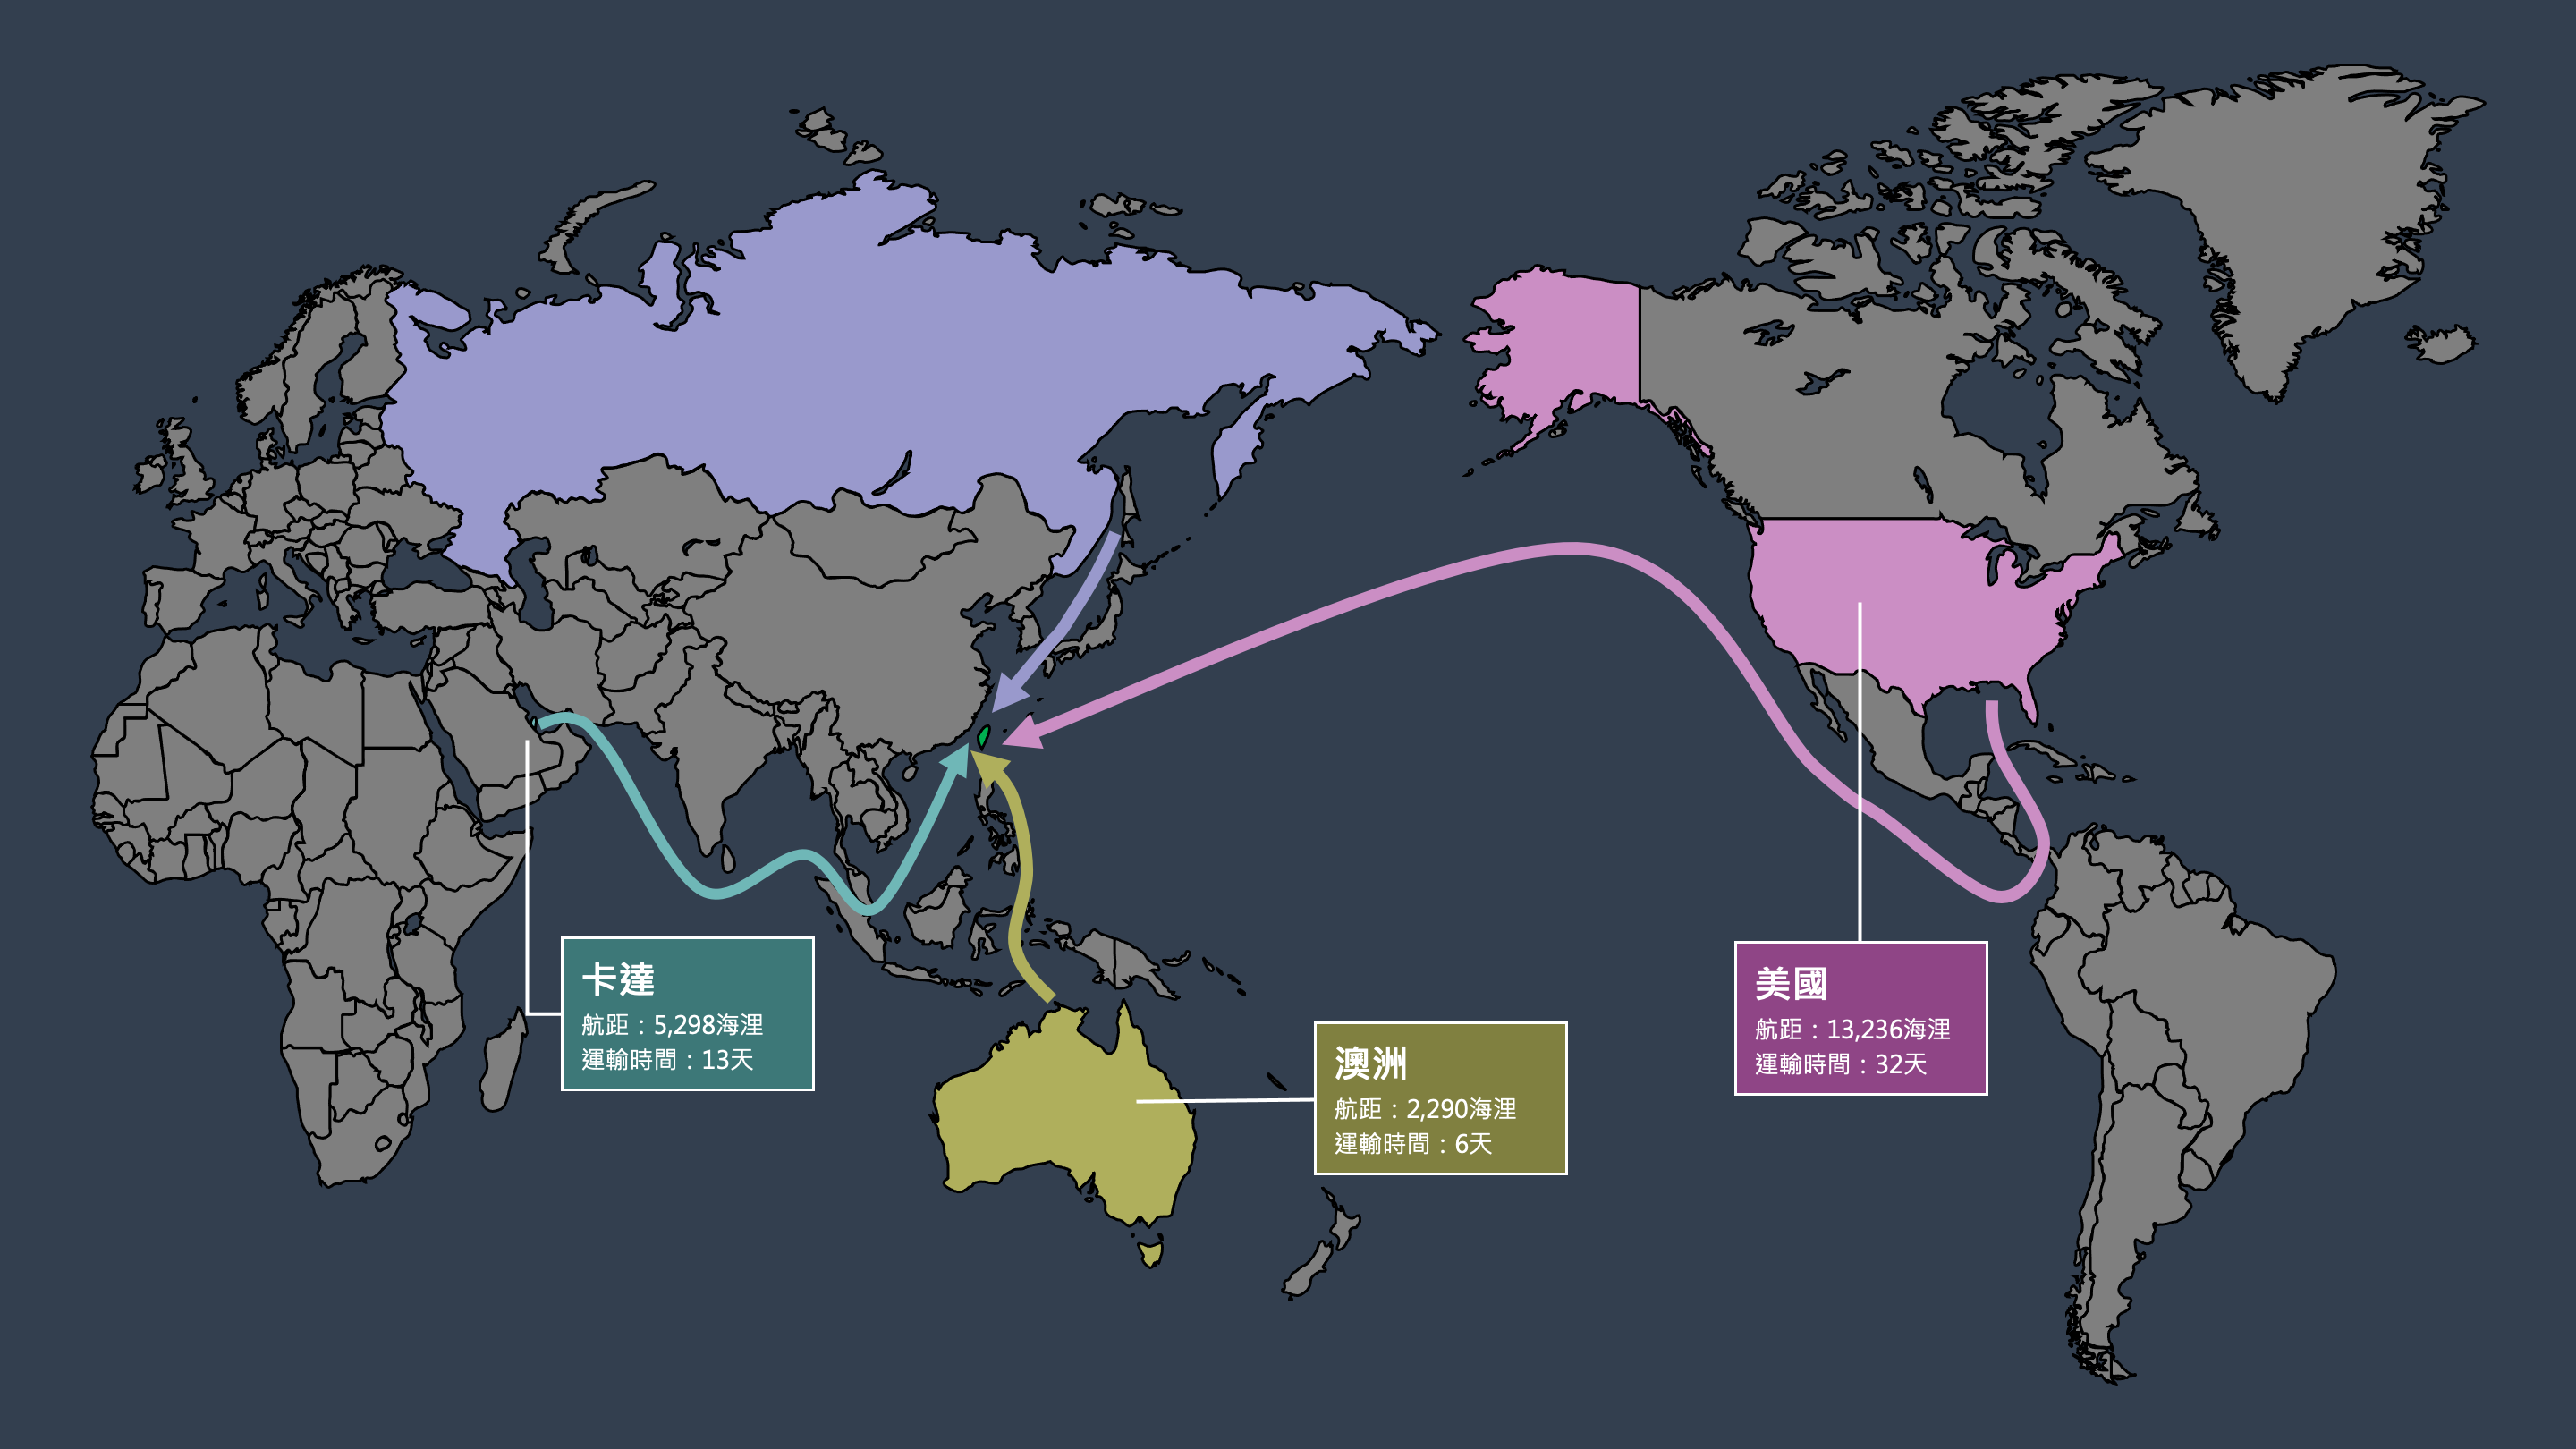 卡達
航距：5,298海浬
運輸時間：13天
澳洲
航距：2,290海浬
運輸時間：6天
美國
航距：13,236海浬
運輸時間：32天